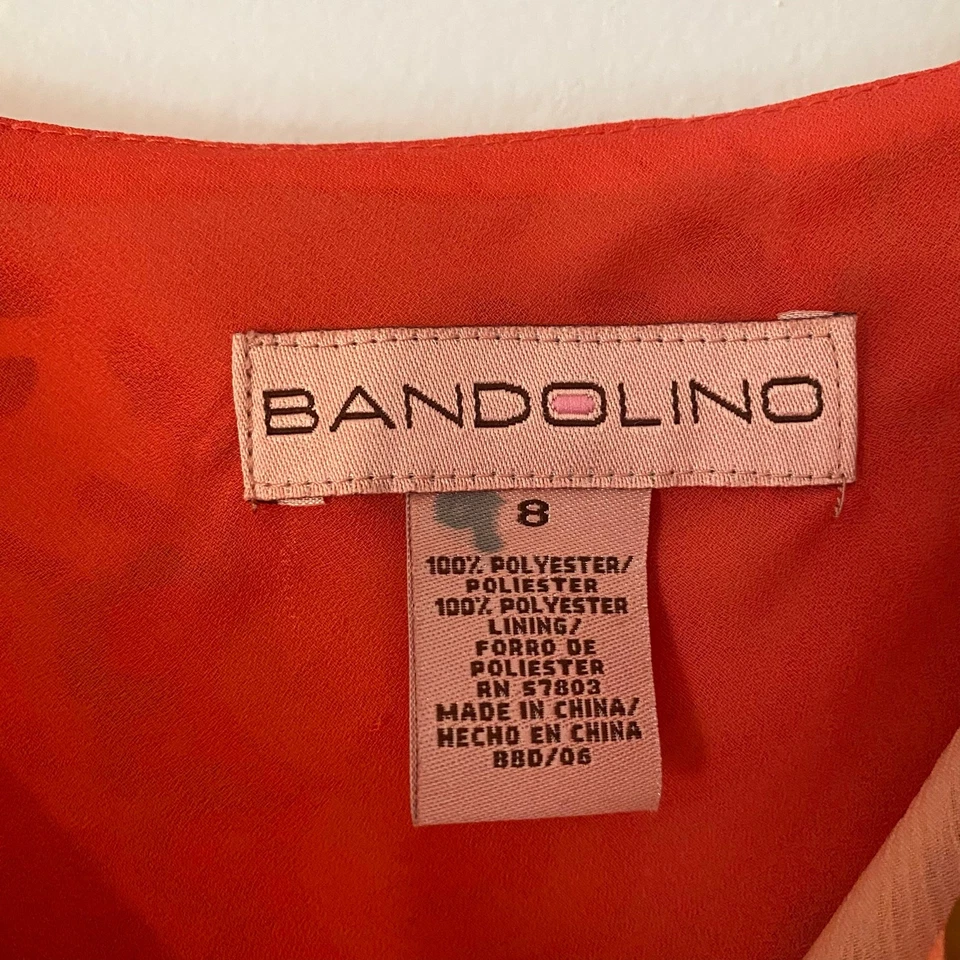 BANDOLINO
8
100% POLYESTER/
POLIESTER
100% POLYESTER
LINING/
FORRO DE
POLIESTER
RN 57803
MADE IN CHINA/
HECHO EN CHINA
BBD/06